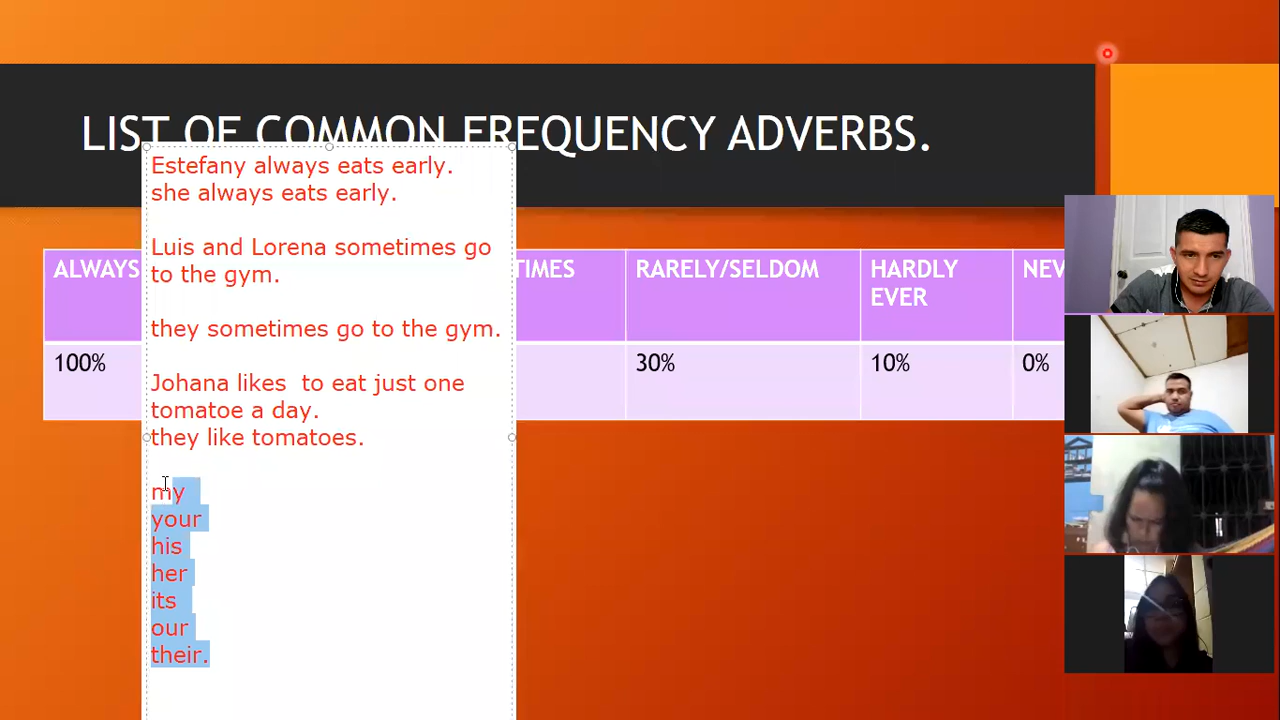 LIST OF COMMON FREQUENCY ADVERBS.
Estefany always eats early.
she always eats early.
Luis and Lorena sometimes go
to the gym.
they sometimes go to the gym.
Johana likes  to eat just one
tomatoe a day.
they like tomatoes.
my
your
his
her
its
our
their.
ALWAYS
TIMES
RARELY/SELDOM
HARDLY
EVER
NEV
100%
30%
10%
0%